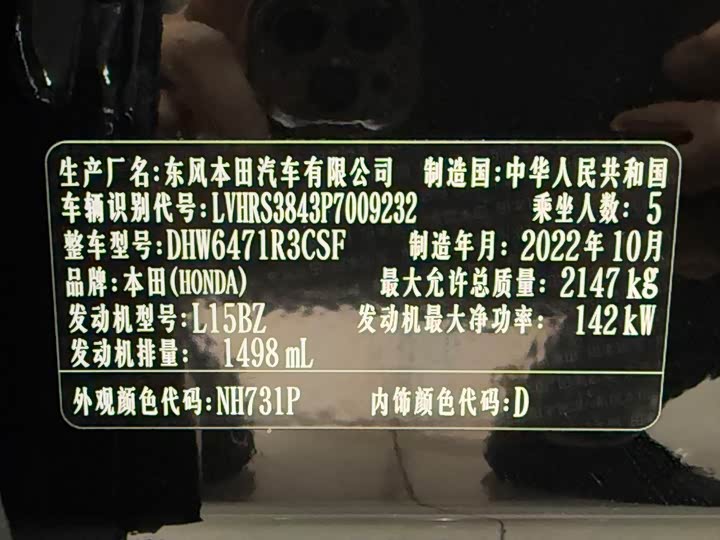 生产厂名:东风本田汽车有限公司 制造国:中华人民共和国
车辆识别代号:LVHRS3843P7009232 乘坐人数: 5
整车型号:DHW6471R3CSF 制造年月: 2022年10月
品牌:本田(HONDA) 最大允许总质量: 2147kg
发动机型号:L15BZ 发动机最大净功率: 142kW
发动机排量: 1498mL
外观颜色代码:NH731P 内饰颜色代码:D